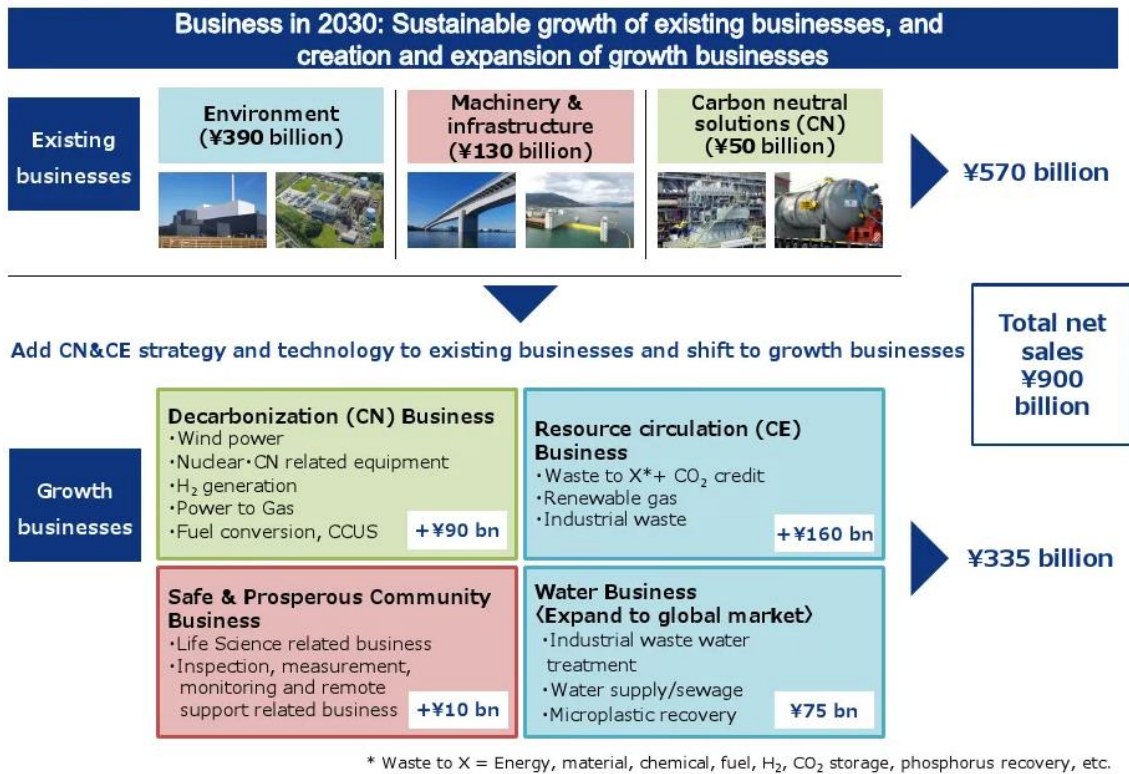 Business in 2030: Sustainable growth of existing businesses, and
creation and expansion of growth businesses
Existing
businesses
Environment
(¥390 billion)
Machinery &
infrastructure
(¥130 billion)
Carbon neutral
solutions (CN)
(¥50 billion)
¥570 billion
Add CN&CE strategy and technology to existing businesses and shift to growth businesses
Total net
sales
¥900
billion
Growth
businesses
Decarbonization (CN) Business
・Wind power
・Nuclear・CN related equipment
・H₂ generation
・Power to Gas
・Fuel conversion, CCUS
+¥90 bn
Resource circulation (CE)
Business
・Waste to X*+ CO₂ credit
・Renewable gas
・Industrial waste
+¥160 bn
Safe & Prosperous Community
Business
・Life Science related business
・Inspection, measurement,
monitoring and remote
support related business
+¥10 bn
Water Business
〈Expand to global market〉
・Industrial waste water
treatment
・Water supply/sewage
・Microplastic recovery
¥75 bn
¥335 billion
* Waste to X = Energy, material, chemical, fuel, H₂, CO₂ storage, phosphorus recovery, etc.